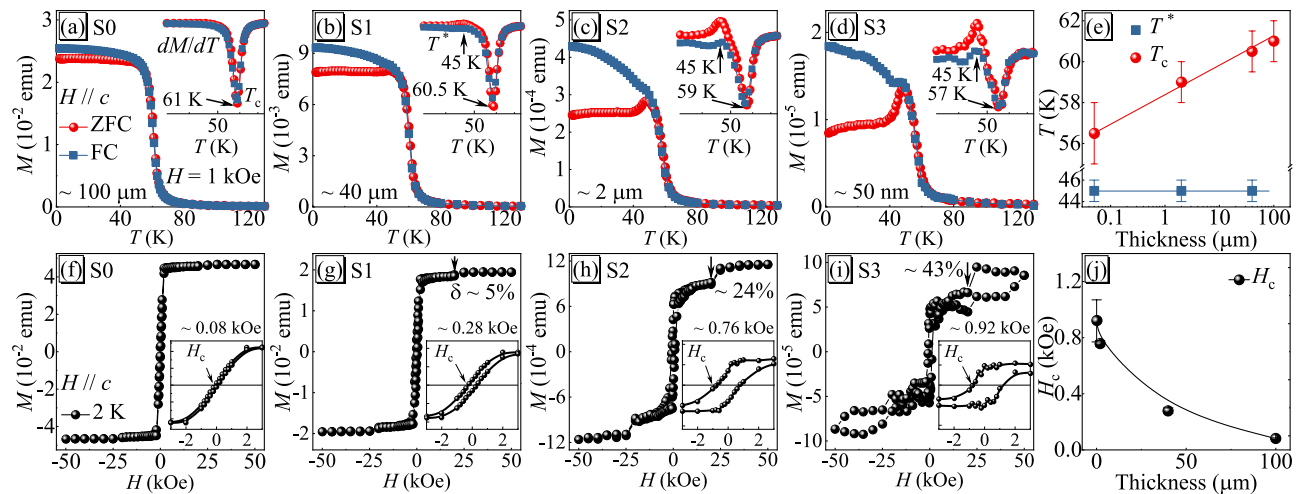 (a) S0
3
2
1
0
M (10⁻² emu)
dM/dT
61 K
T_c
50
T (K)
H // c
ZFC
FC
H = 1 kOe
~ 100 μm
0 40 80 120
T (K)
(b) S1
9
6
3
0
M (10⁻³ emu)
T*
45 K
60.5 K
50
T (K)
~ 40 μm
0 40 80 120
T (K)
(c) S2
5
4
3
2
1
0
M (10⁻⁴ emu)
45 K
59 K
50
T (K)
~ 2 μm
0 40 80 120
T (K)
(d) S3
2
1
0
M (10⁻⁵ emu)
45 K
57 K
50
T (K)
~ 50 nm
0 40 80 120
T (K)
(e)
T*
T_c
62
60
58
56
46
44
T (K)
0.1 1 10 100
Thickness (μm)
(f) S0
4
2
0
-2
-4
M (10⁻² emu)
~ 0.08 kOe
H_c
-2 0 2
H // c
2 K
-50 -25 0 25 50
H (kOe)
(g) S1
2
1
0
-1
-2
M (10⁻² emu)
δ ~ 5%
~ 0.28 kOe
H_c
-2 0 2
-50 -25 0 25 50
H (kOe)
(h) S2
12
6
0
-6
-12
M (10⁻⁴ emu)
~ 24%
~ 0.76 kOe
H_c
-2 0 2
-50 -25 0 25 50
H (kOe)
(i) S3
10
5
0
-5
-10
M (10⁻⁵ emu)
~ 43%
~ 0.92 kOe
H_c
-2 0 2
-50 -25 0 25 50
H (kOe)
(j)
H_c
1.2
0.8
0.4
0.0
H_c (kOe)
0 50 100
Thickness (μm)